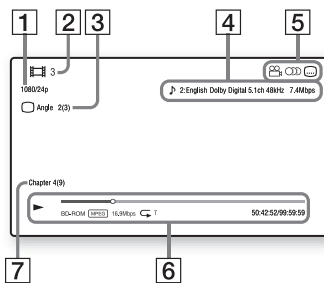 1 2 3 4 5
3
1080/24p
2:English Dolby Digital 5.1ch 48kHz 7.4Mbps
Angle 2(3)
Chapter 4(9)
BD-ROM MPEG 16.9Mbps T 50:42:52/99:59:59
7 6